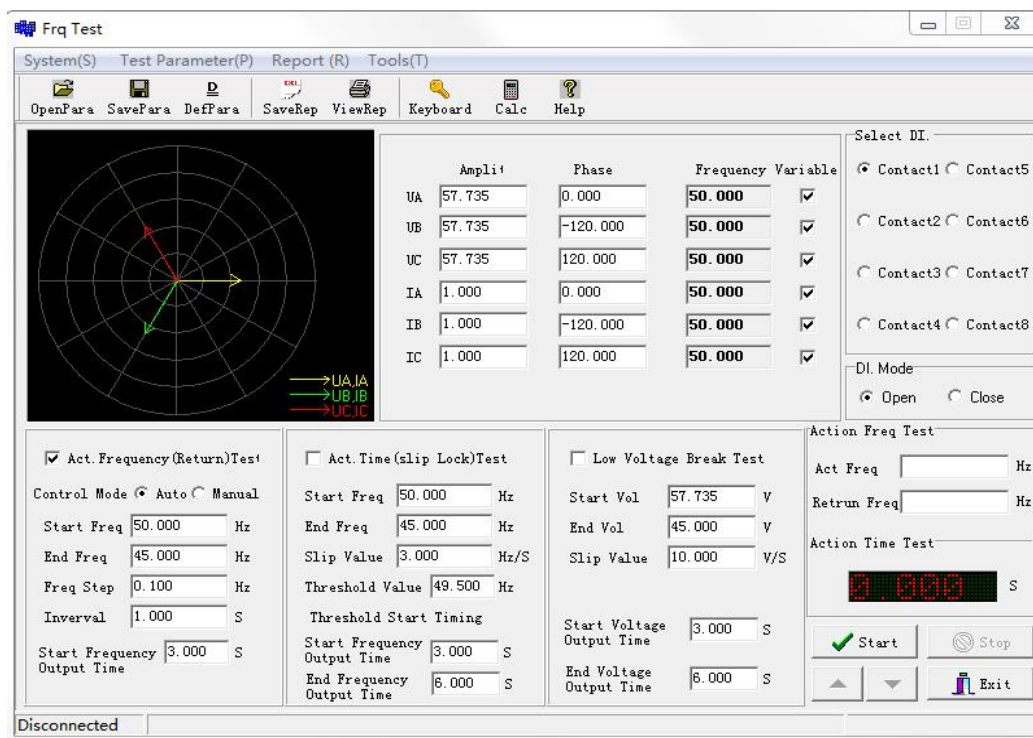 Frq Test
System(S) Test Parameter(P) Report (R) Tools(T)
OpenPara SavePara DefPara SaveRep ViewRep Keyboard Calc Help
Amplit Phase Frequency Variable
UA 57.735 0.000 50.000
UB 57.735 -120.000 50.000
UC 57.735 120.000 50.000
IA 1.000 0.000 50.000
IB 1.000 -120.000 50.000
IC 1.000 120.000 50.000
UA,IA
UB,IB
UC,IC
Select DI.
Contact1 Contact5
Contact2 Contact6
Contact3 Contact7
Contact4 Contact8
DI. Mode
Open Close
Act. Frequency(Return)Test
Control Mode Auto Manual
Start Freq 50.000 Hz
End Freq 45.000 Hz
Freq Step 0.100 Hz
Inverval 1.000 S
Start Frequency 3.000 S
Output Time
Act. Time(slip Lock)Test
Start Freq 50.000 Hz
End Freq 45.000 Hz
Slip Value 3.000 Hz/S
Threshold Value 49.500 Hz
Threshold Start Timing
Start Frequency
Output Time 3.000 S
End Frequency
Output Time 6.000 S
Low Voltage Break Test
Start Vol 57.735 V
End Vol 45.000 V
Slip Value 10.000 V/S
Start Voltage
Output Time 3.000 S
End Voltage
Output Time 6.000 S
Action Freq Test
Act Freq Hz
Retrun Freq Hz
Action Time Test
0.000 S
Start Stop
Exit
Disconnected